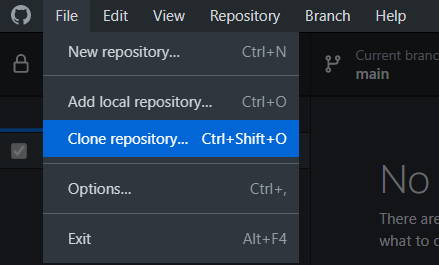 File Edit View Repository Branch Help
New repository... Ctrl+N
Current branc
main
Add local repository... Ctrl+O
Clone repository... Ctrl+Shift+O
No
Options... Ctrl+,
There are
what to
Exit Alt+F4